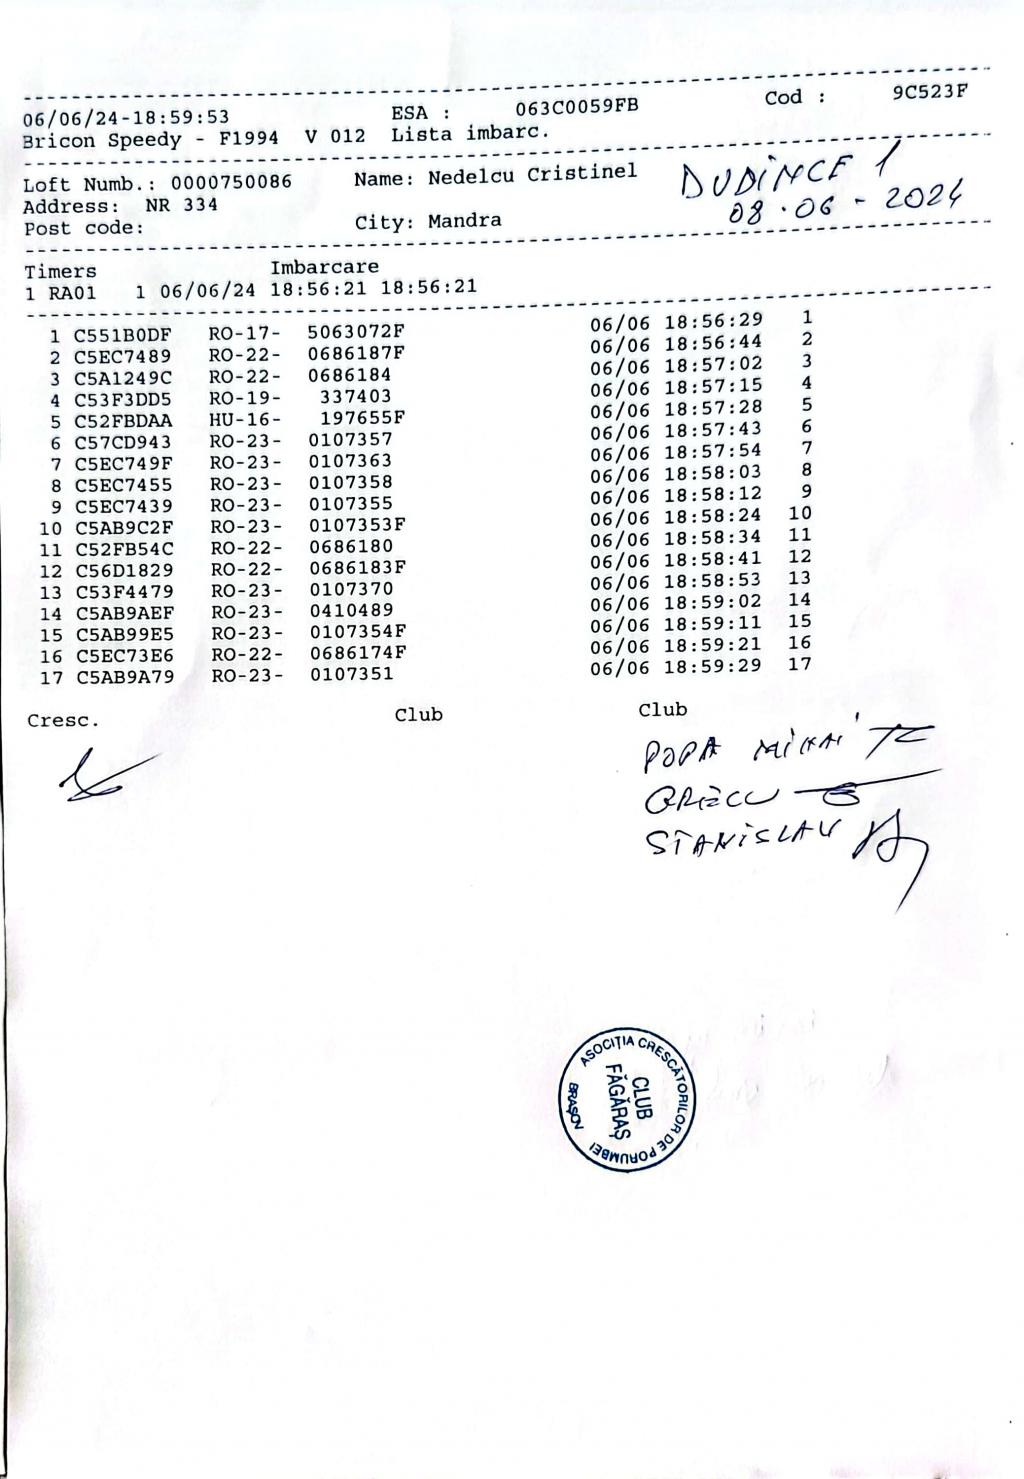 06/06/24-18:59:53 ESA : 063C0059FB Cod : 9C523F
Bricon Speedy - F1994 V 012 Lista imbarc.
Loft Numb.: 0000750086 Name: Nedelcu Cristinel
DUDINCE 1
Address: NR 334
08.06-2024
Post code: City: Mandra
Timers Imbarcare
1 RA01 1 06/06/24 18:56:21 18:56:21
1 C551B0DF RO-17- 5063072F 06/06 18:56:29 1
2 C5EC7489 RO-22- 0686187F 06/06 18:56:44 2
3 C5A1249C RO-22- 0686184 06/06 18:57:02 3
4 C53F3DD5 RO-19- 337403 06/06 18:57:15 4
5 C52FBDAA HU-16- 197655F 06/06 18:57:28 5
6 C57CD943 RO-23- 0107357 06/06 18:57:43 6
7 C5EC749F RO-23- 0107363 06/06 18:57:54 7
8 C5EC7455 RO-23- 0107358 06/06 18:58:03 8
9 C5EC7439 RO-23- 0107355 06/06 18:58:12 9
10 C5AB9C2F RO-23- 0107353F 06/06 18:58:24 10
11 C52FB54C RO-22- 0686180 06/06 18:58:34 11
12 C56D1829 RO-22- 0686183F 06/06 18:58:41 12
13 C53F4479 RO-23- 0107370 06/06 18:58:53 13
14 C5AB9AEF RO-23- 0410489 06/06 18:59:02 14
15 C5AB99E5 RO-23- 0107354F 06/06 18:59:11 15
16 C5EC73E6 RO-22- 0686174F 06/06 18:59:21 16
17 C5AB9A79 RO-23- 0107351 06/06 18:59:29 17
Cresc. Club Club
POPA MIHAI
GRECU
STANISLAV
ASOCIȚIA CRESCĂTORILOR DE PORUMBEI
CLUB
FĂGĂRAȘ
BRAȘOV